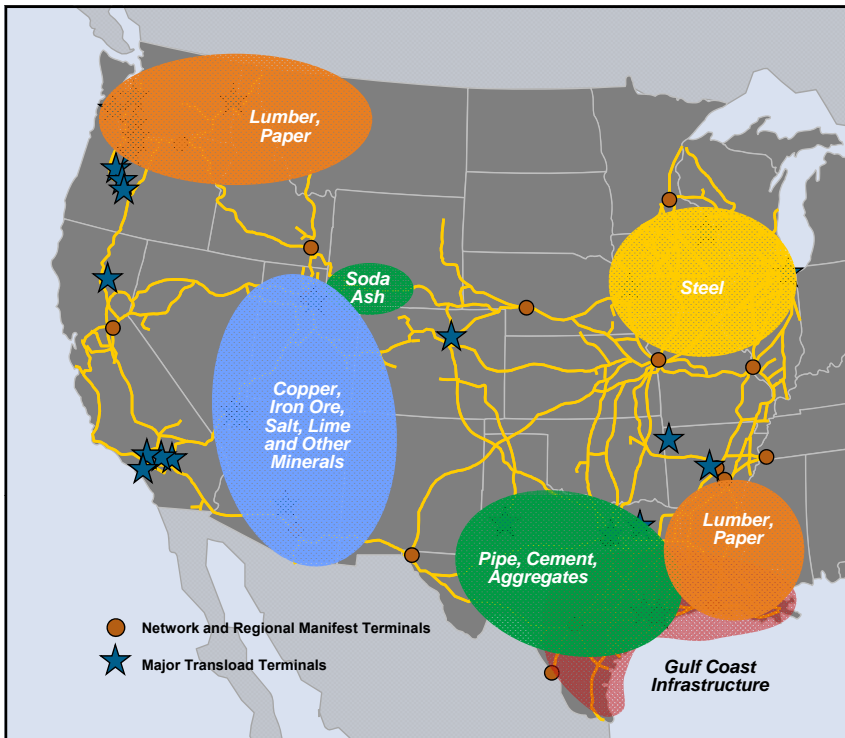 Lumber,
Paper
Soda
Ash
Steel
Copper,
Iron Ore,
Salt, Lime
and Other
Minerals
Lumber,
Paper
Pipe, Cement,
Aggregates
Network and Regional Manifest Terminals
Major Transload Terminals
Gulf Coast
Infrastructure